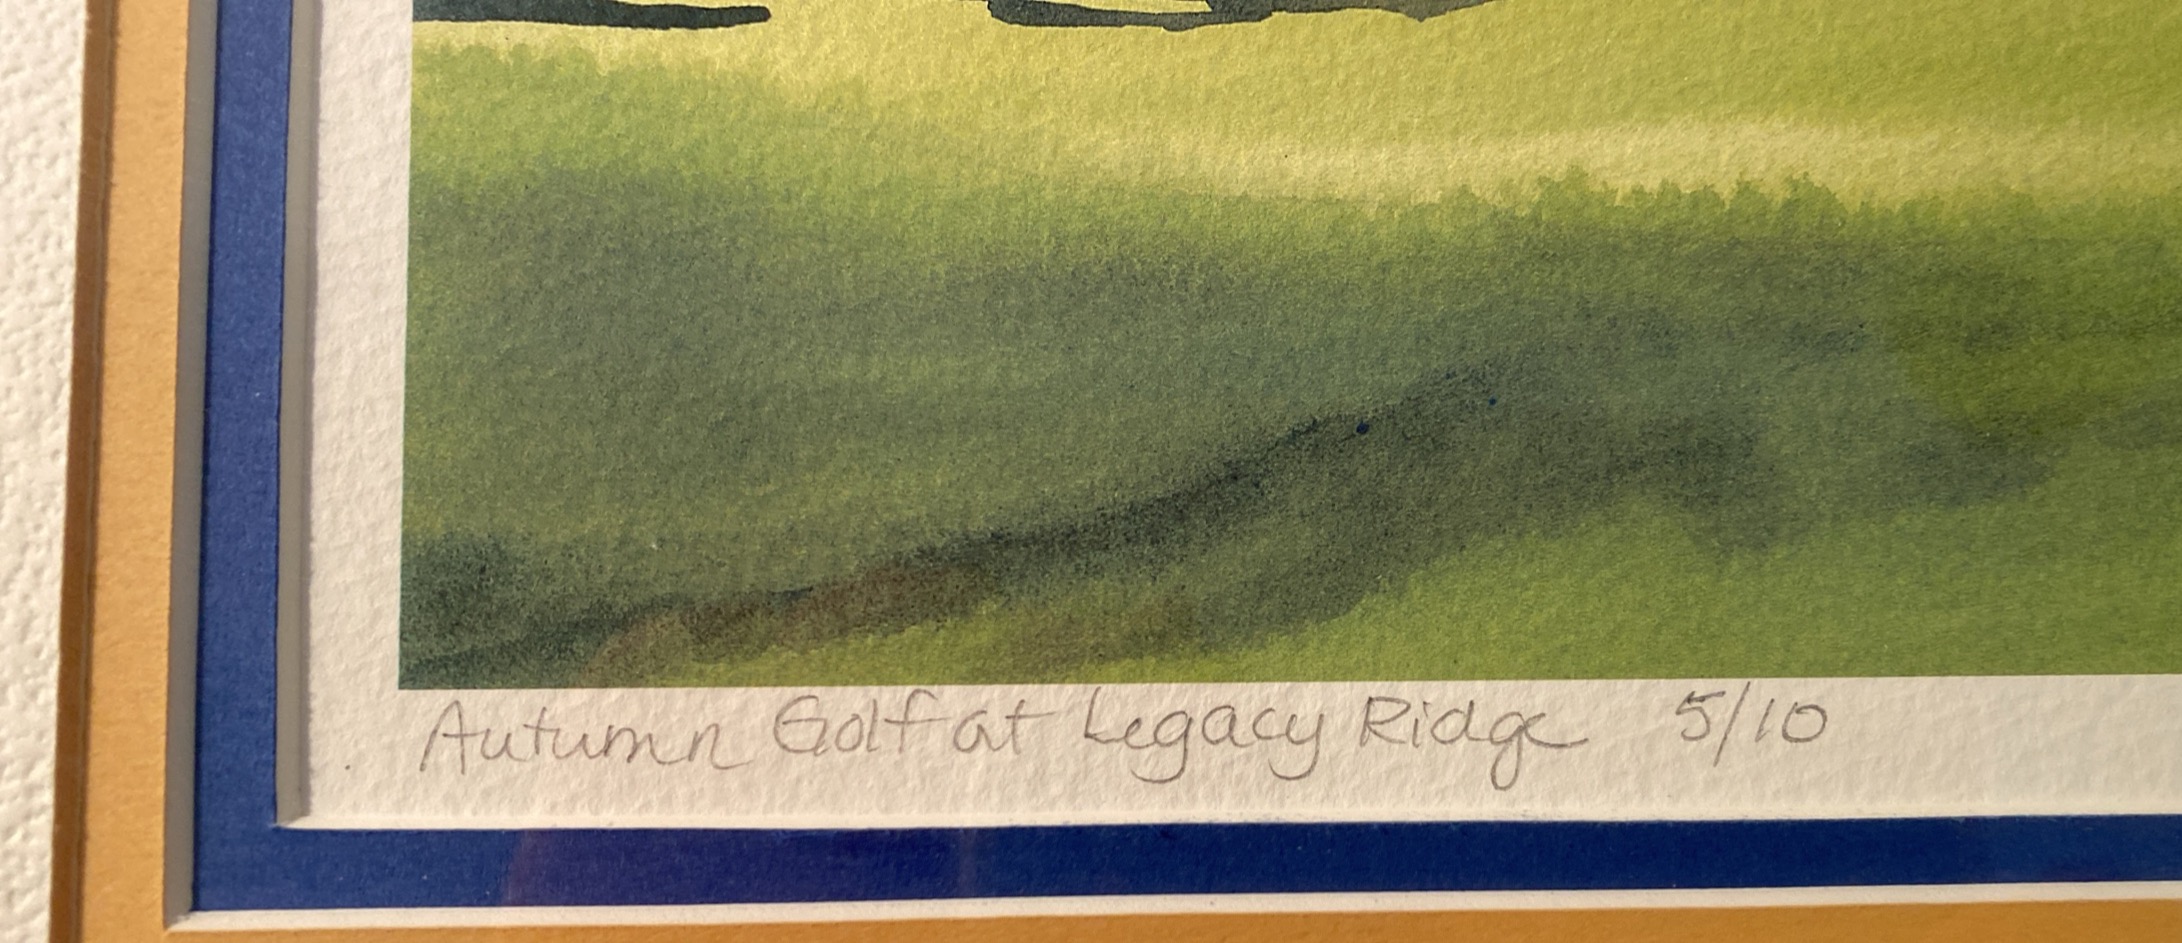 Autumn Golf at Legacy Ridge 5/10